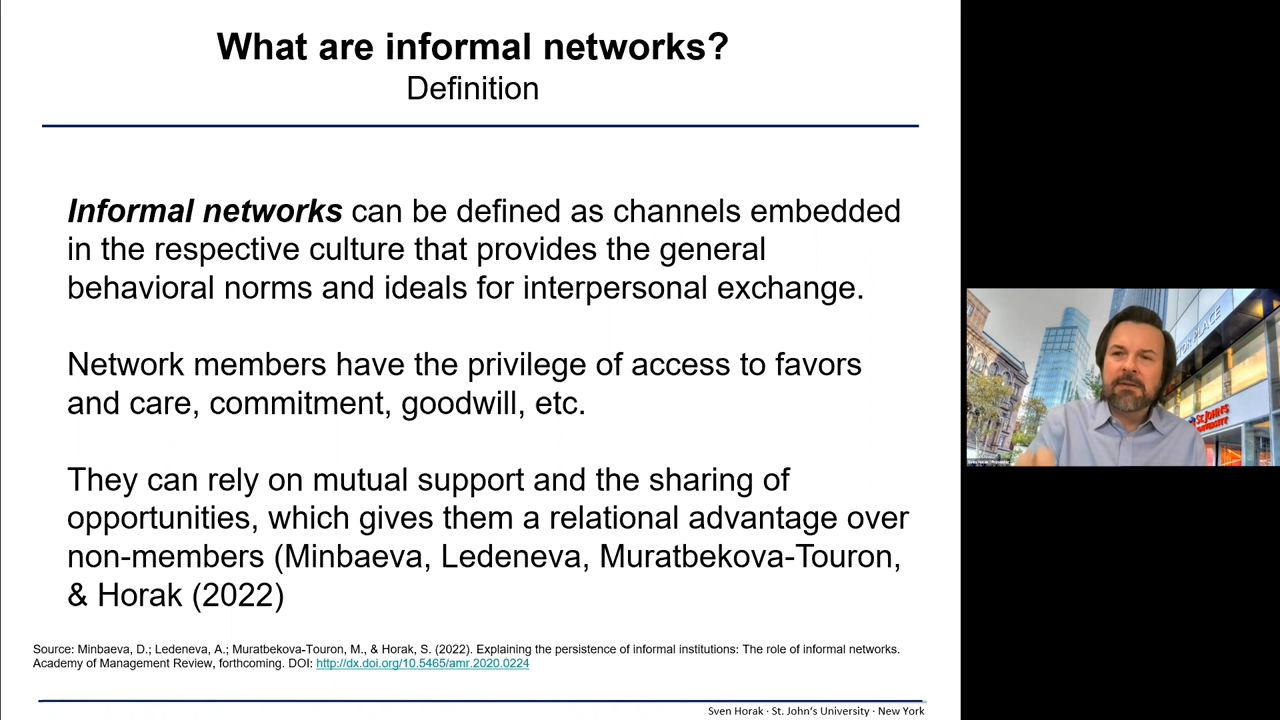 What are informal networks?
Definition
Informal networks can be defined as channels embedded
in the respective culture that provides the general
behavioral norms and ideals for interpersonal exchange.
Network members have the privilege of access to favors
and care, commitment, goodwill, etc.
They can rely on mutual support and the sharing of
opportunities, which gives them a relational advantage over
non-members (Minbaeva, Ledeneva, Muratbekova-Touron,
& Horak (2022)
Source: Minbaeva, D.; Ledeneva, A.; Muratbekova-Touron, M., & Horak, S. (2022). Explaining the persistence of informal institutions: The role of informal networks.
Academy of Management Review, forthcoming. DOI: http://dx.doi.org/10.5465/amr.2020.0224
Sven Horak · St. John's University · New York
PLACE
ST. JOHN'S
UNIVERSITY